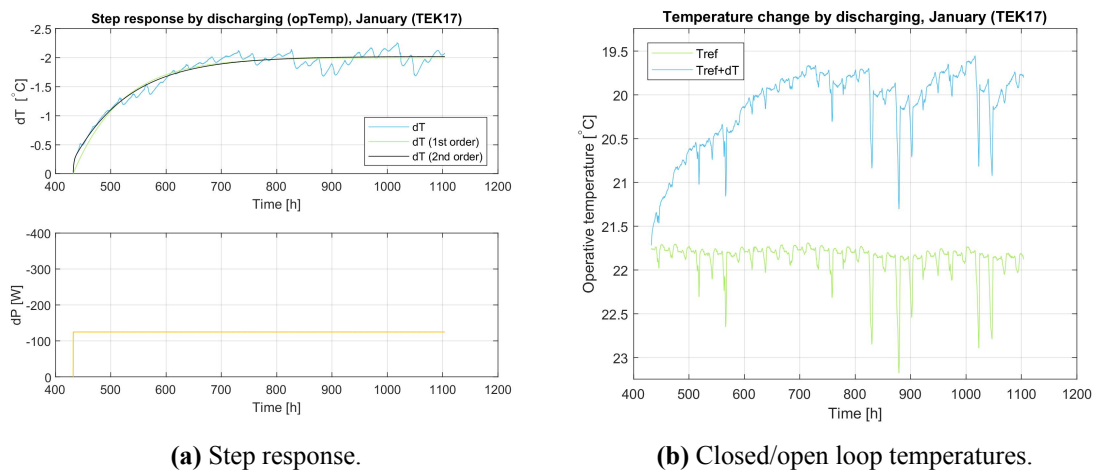 Step response by discharging (opTemp), January (TEK17)
-2.5
-2
-1.5
-1
-0.5
0
dT [°C]
dT
dT (1st order)
dT (2nd order)
400 500 600 700 800 900 1000 1100 1200
Time [h]
-400
-300
-200
-100
0
dP [W]
400 500 600 700 800 900 1000 1100 1200
Time [h]
(a) Step response.
Temperature change by discharging, January (TEK17)
19.5
20
20.5
21
21.5
22
22.5
23
Operative temperature [°C]
Tref
Tref+dT
400 500 600 700 800 900 1000 1100 1200
Time [h]
(b) Closed/open loop temperatures.